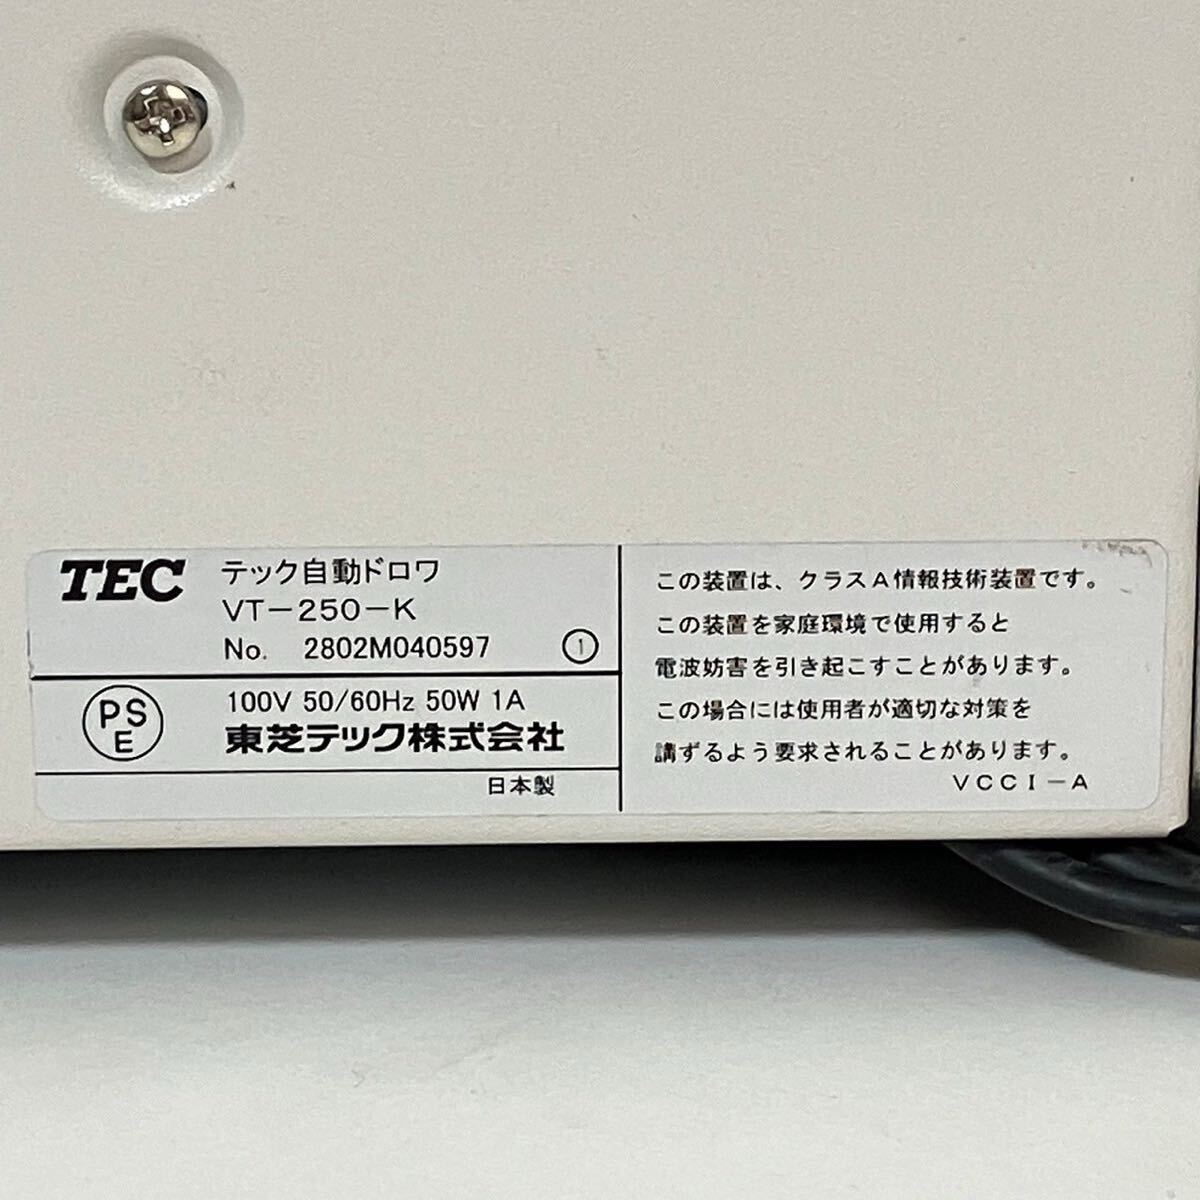 TEC
テック自動ドロワ
VT-250-K
No. 2802M040597 ①
PS
E
100V 50/60Hz 50W 1A
東芝テック株式会社
日本製
この装置は、クラスA情報技術装置です。
この装置を家庭環境で使用すると
電波妨害を引き起こすことがあります。
この場合には使用者が適切な対策を
講ずるよう要求されることがあります。
VCCI-A